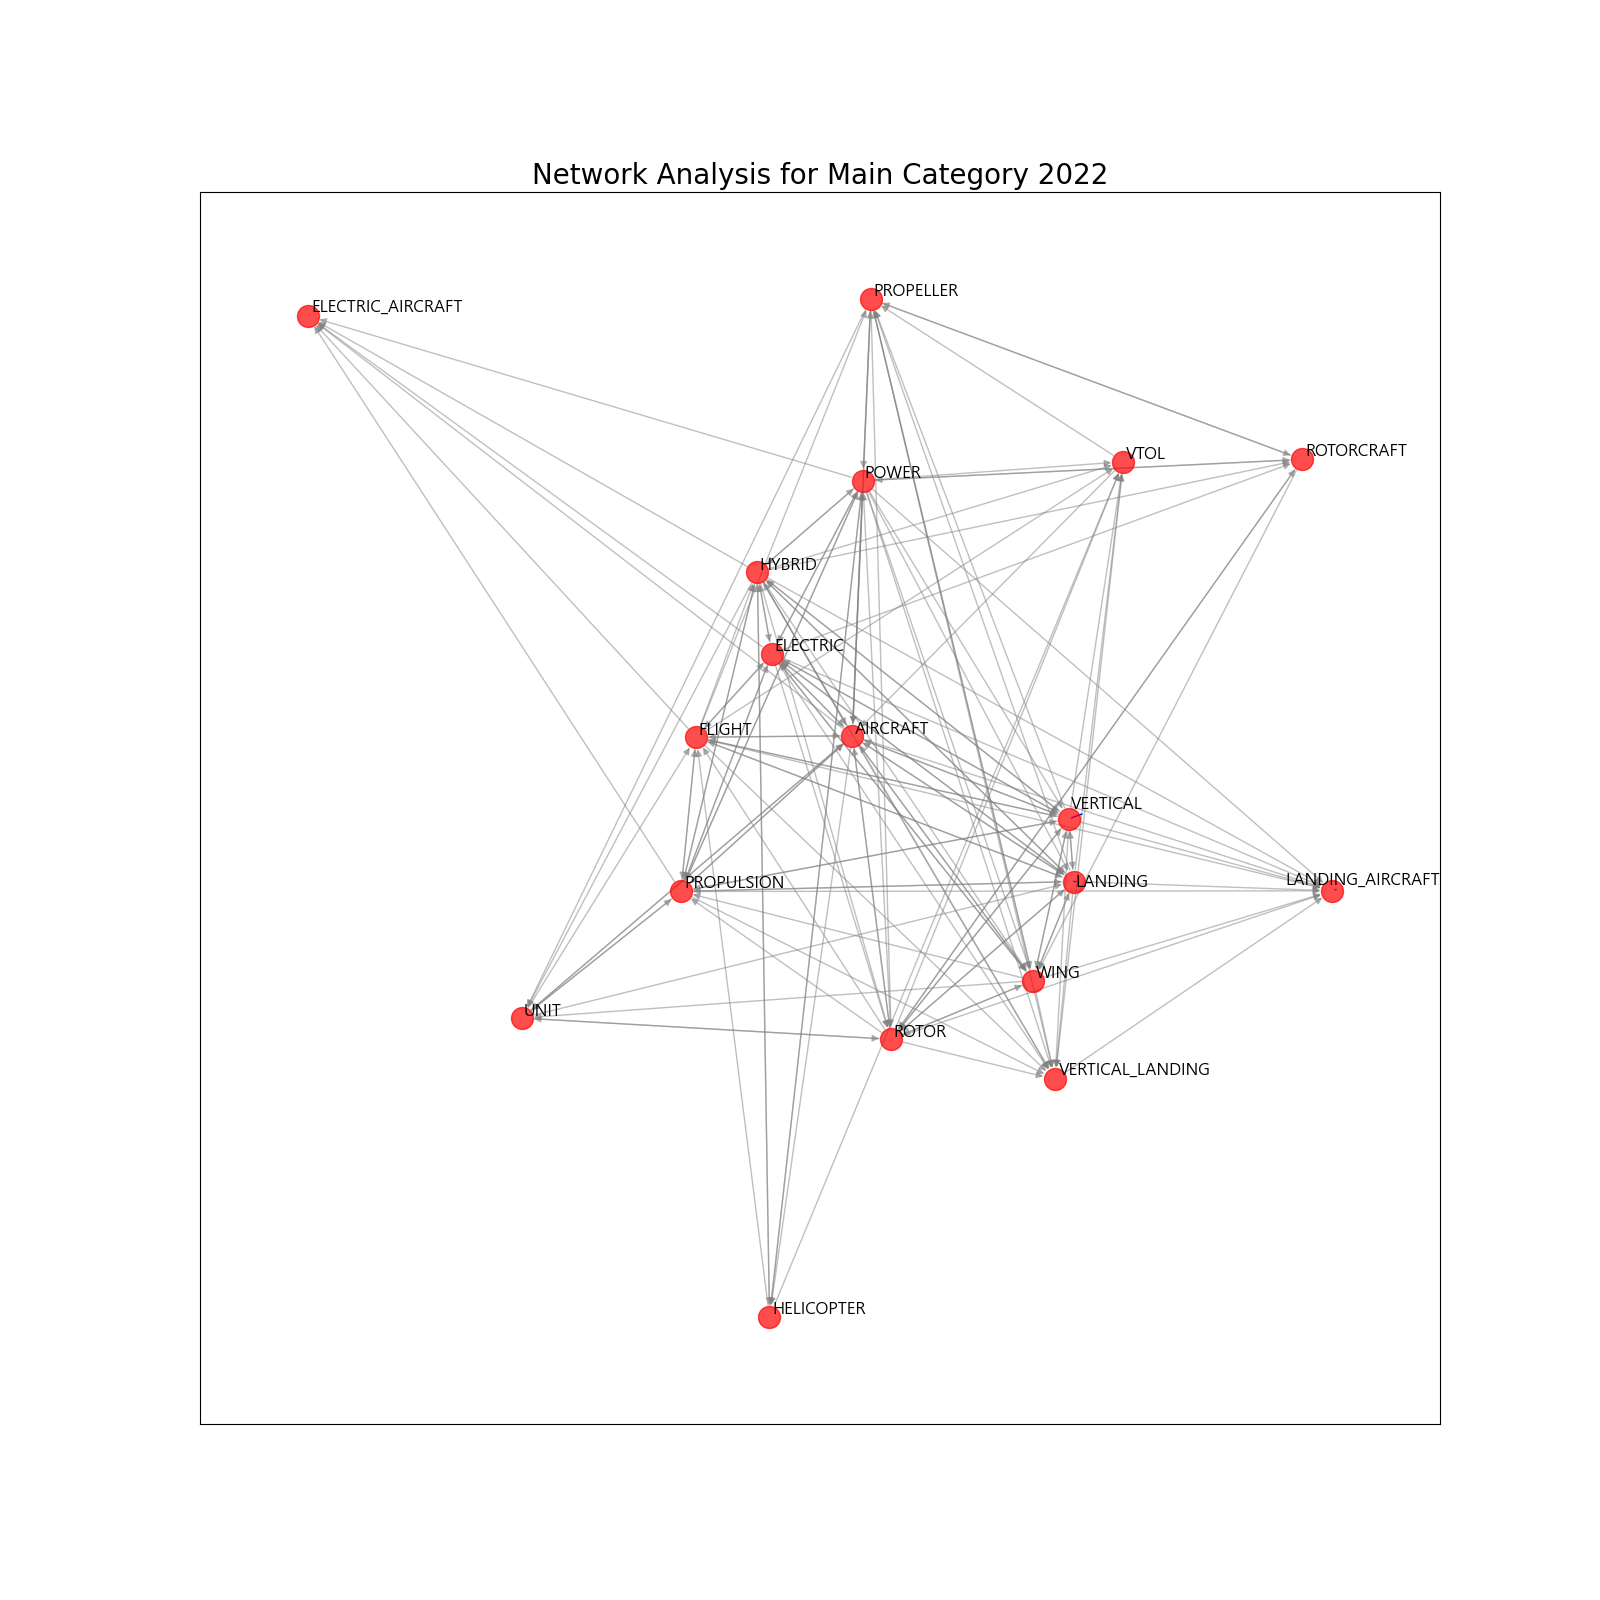 Network Analysis for Main Category 2022
PROPELLER
ELECTRIC_AIRCRAFT
ROTORCRAFT
VTOL
POWER
HYBRID
ELECTRIC
FLIGHT
AIRCRAFT
VERTICAL
LANDING_AIRCRAFT
PROPULSION
LANDING
WING
UNIT
ROTOR
VERTICAL_LANDING
HELICOPTER